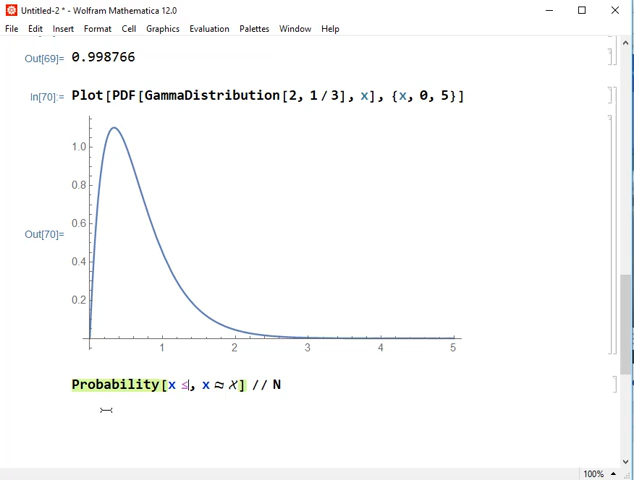 Untitled-2 * - Wolfram Mathematica 12.0
File Edit Insert Format Cell Graphics Evaluation Palettes Window Help
Out[69]= 0.998766
In[70]:= Plot[PDF[GammaDistribution[2, 1 / 3], x], {x, 0, 5}]
1.0
0.8
0.6
Out[70]=
0.4
0.2
1 2 3 4 5
Probability[x ≤, x ≈ 𝒳] // N
100%